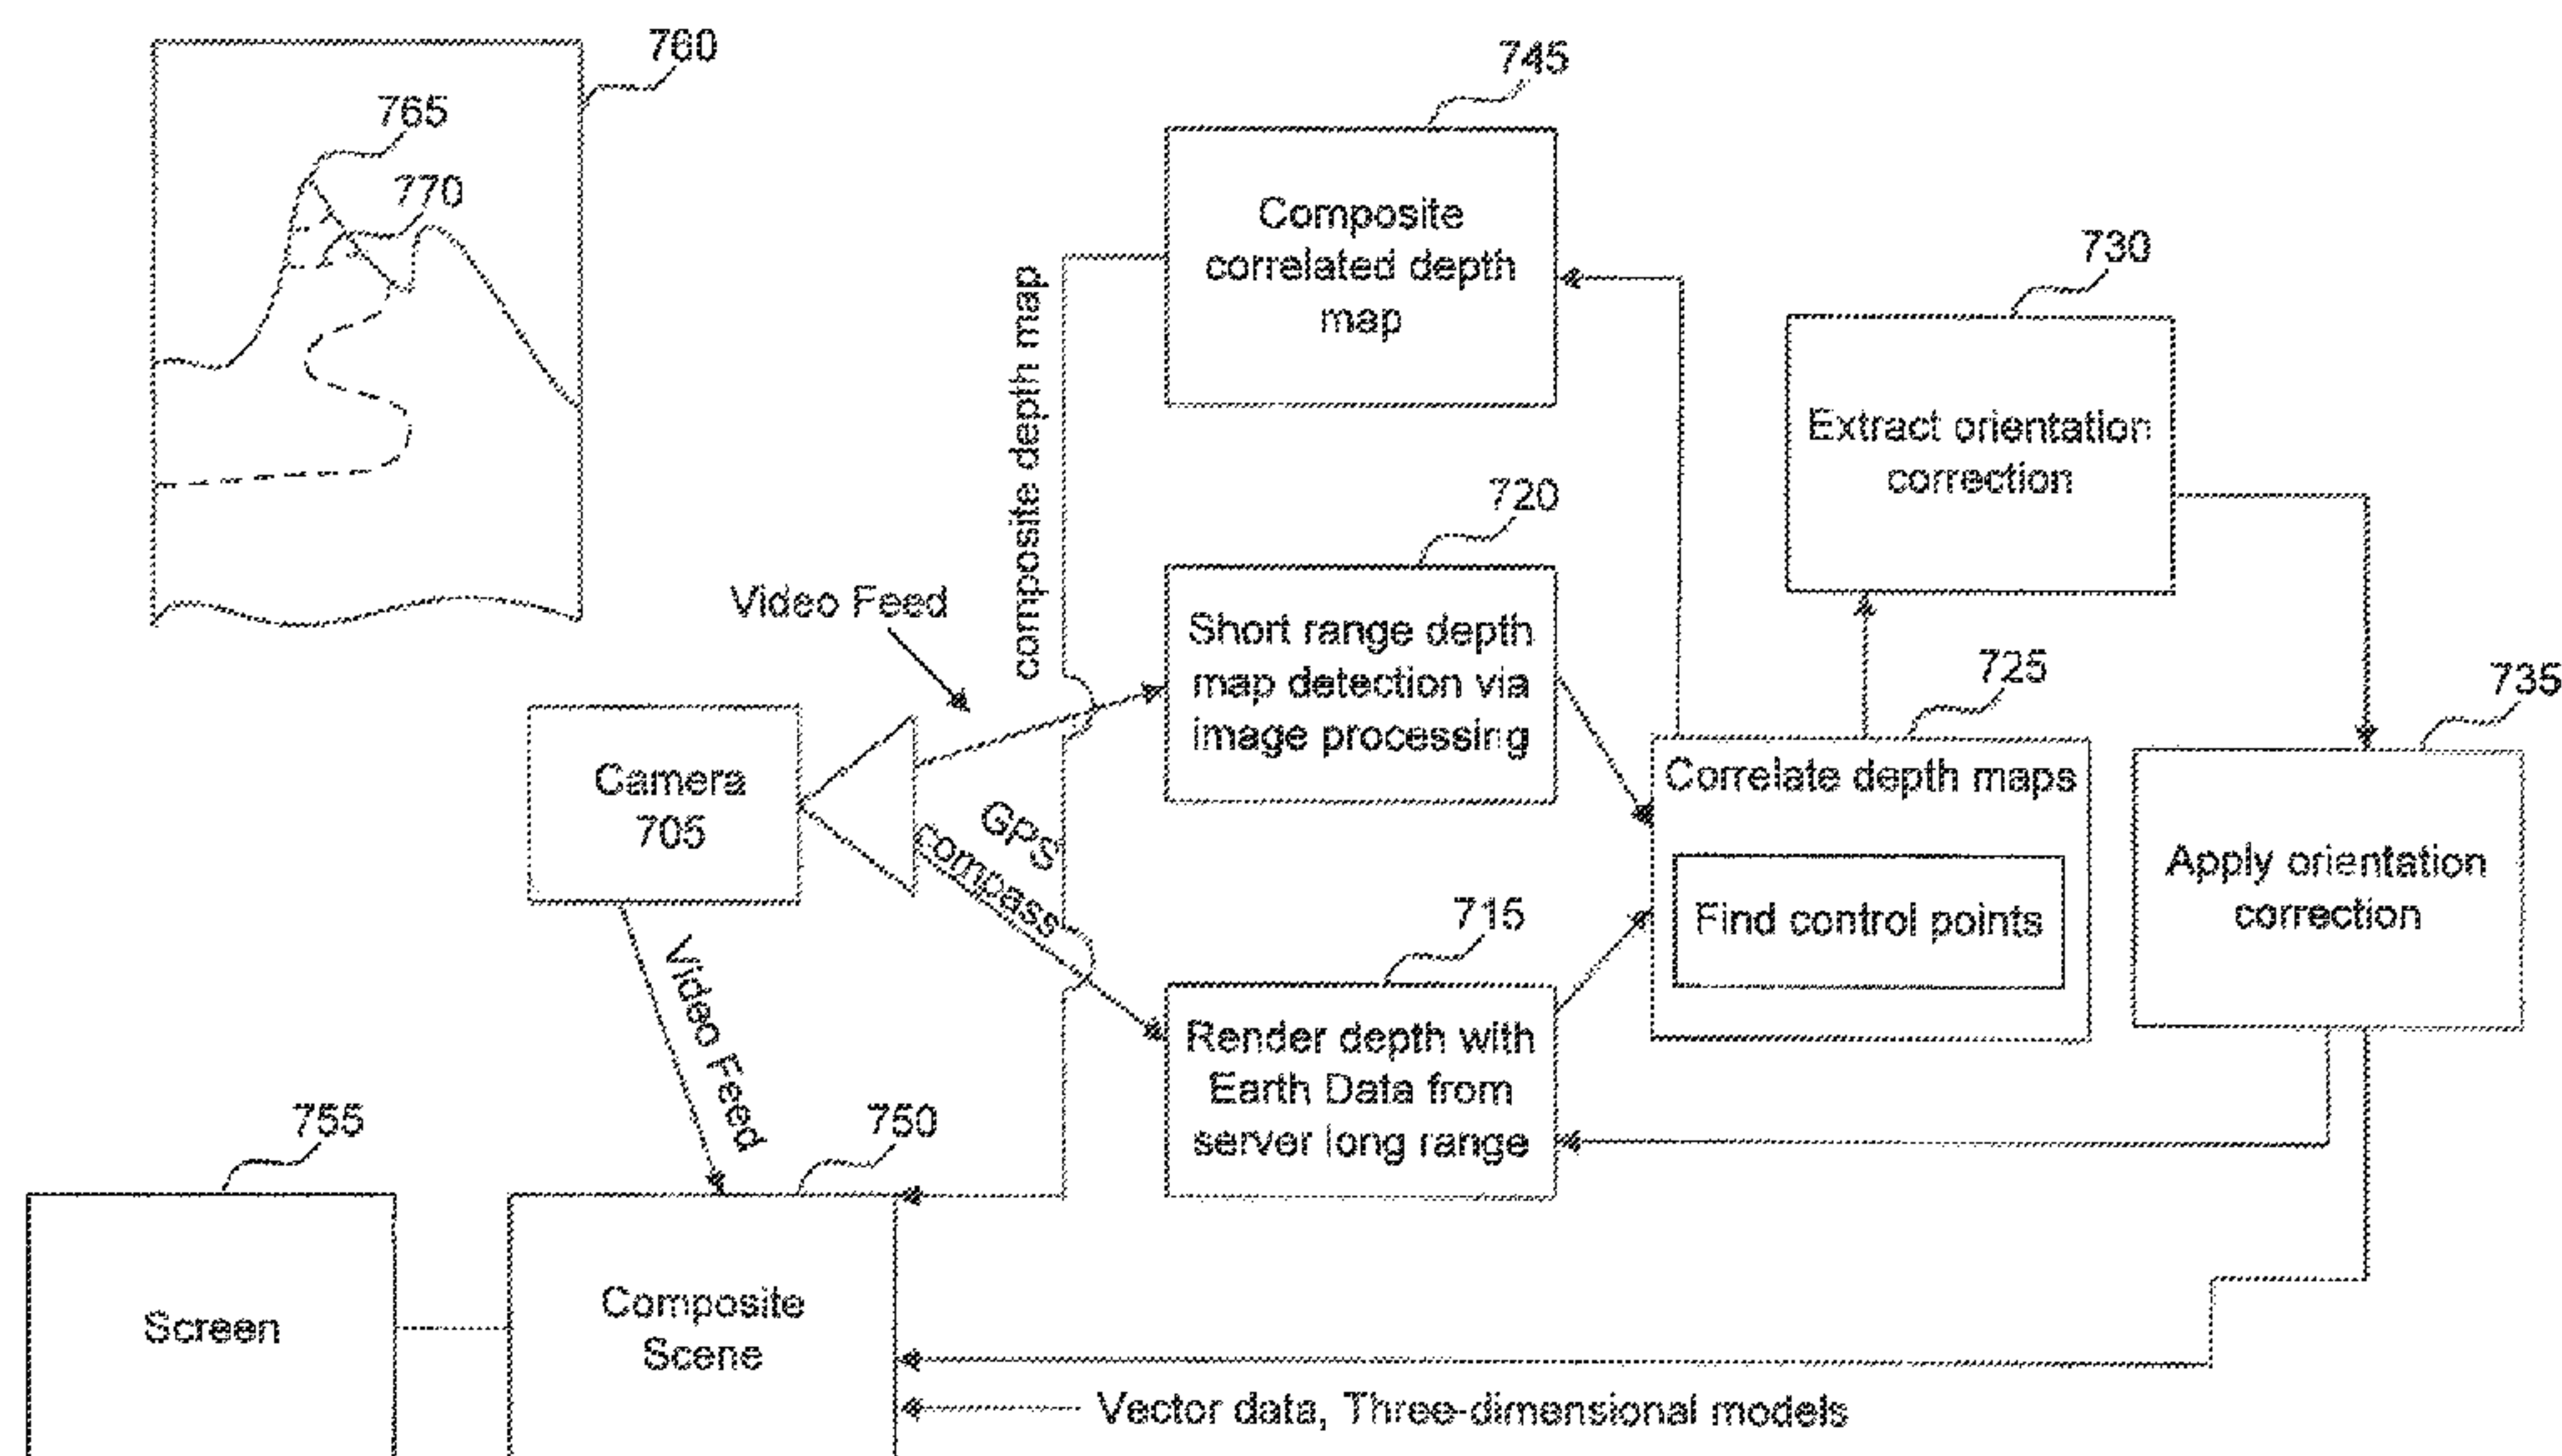 760
765
770
745
Composite
correlated depth
map
composite depth map
730
Extract orientation
correction
720
Short range depth
map detection via
image processing
Video Feed
Camera
705
GPS
compass
725
Correlate depth maps
Find control points
735
Apply orientation
correction
715
Render depth with
Earth Data from
server long range
Video Feed
755
Screen
750
Composite
Scene
Vector data, Three-dimensional models